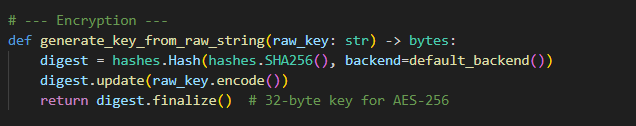 # --- Encryption ---
def generate_key_from_raw_string(raw_key: str) -> bytes:
    digest = hashes.Hash(hashes.SHA256(), backend=default_backend())
    digest.update(raw_key.encode())
    return digest.finalize()  # 32-byte key for AES-256